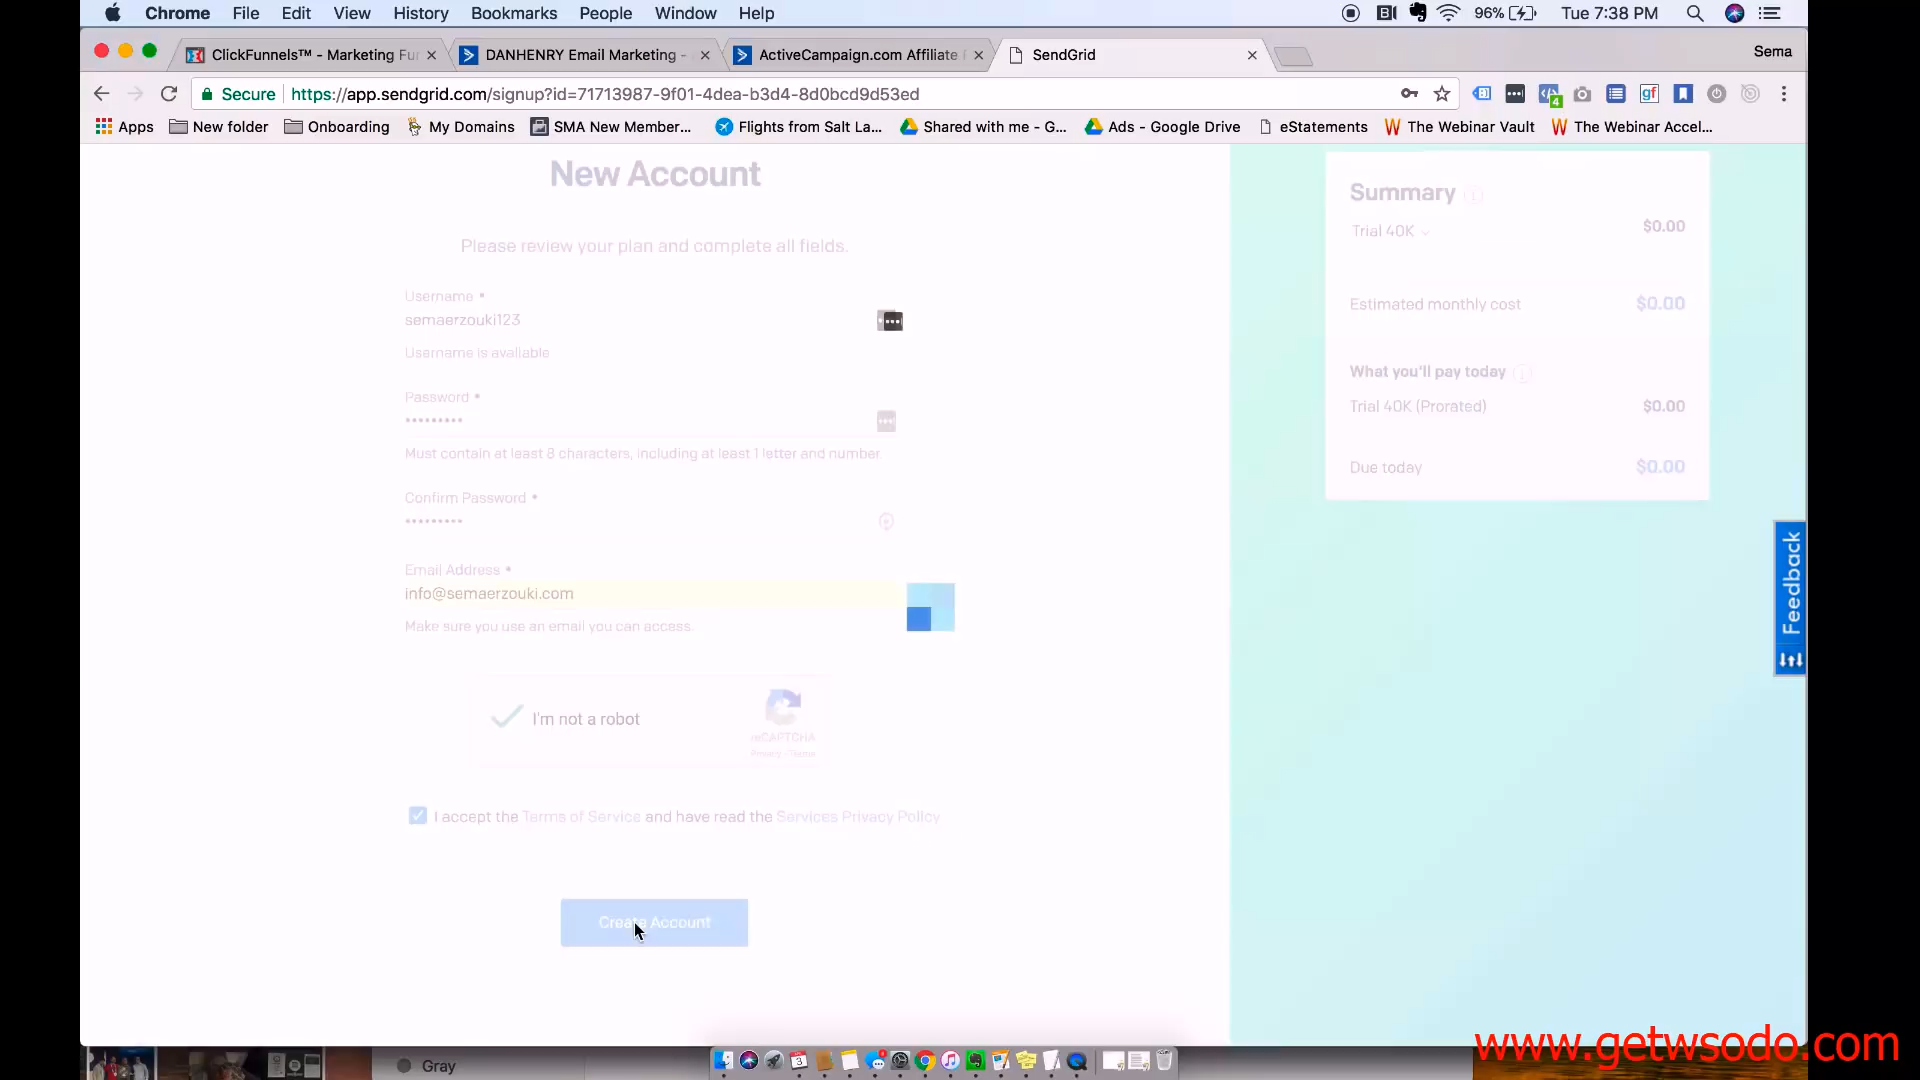 Chrome File Edit View History Bookmarks People Window Help 96% Tue 7:38 PM
ClickFunnels™ - Marketing Fu DANHENRY Email Marketing - ActiveCampaign.com Affiliate SendGrid Sema
Secure https://app.sendgrid.com/signup?id=71713987-9f01-4dea-b3d4-8d0bcd9d53ed
4
gf
Apps New folder Onboarding My Domains SMA New Member... Flights from Salt La... Shared with me - G... Ads - Google Drive eStatements The Webinar Vault The Webinar Accel...
New Account
Please review your plan and complete all fields.
Username •
semaerzouki123
Username is available
Password •
•••••••••
Must contain at least 8 characters, including at least 1 letter and number.
Confirm Password •
•••••••••
Email Address •
info@semaerzouki.com
Make sure you use an email you can access.
I'm not a robot
reCAPTCHA
Privacy - Terms
I accept the Terms of Service and have read the Services Privacy Policy
Create Account
Summary
Trial 40K $0.00
Estimated monthly cost $0.00
What you'll pay today
Trial 40K (Prorated) $0.00
Due today $0.00
Feedback
Gray
3
www.getwsodo.com